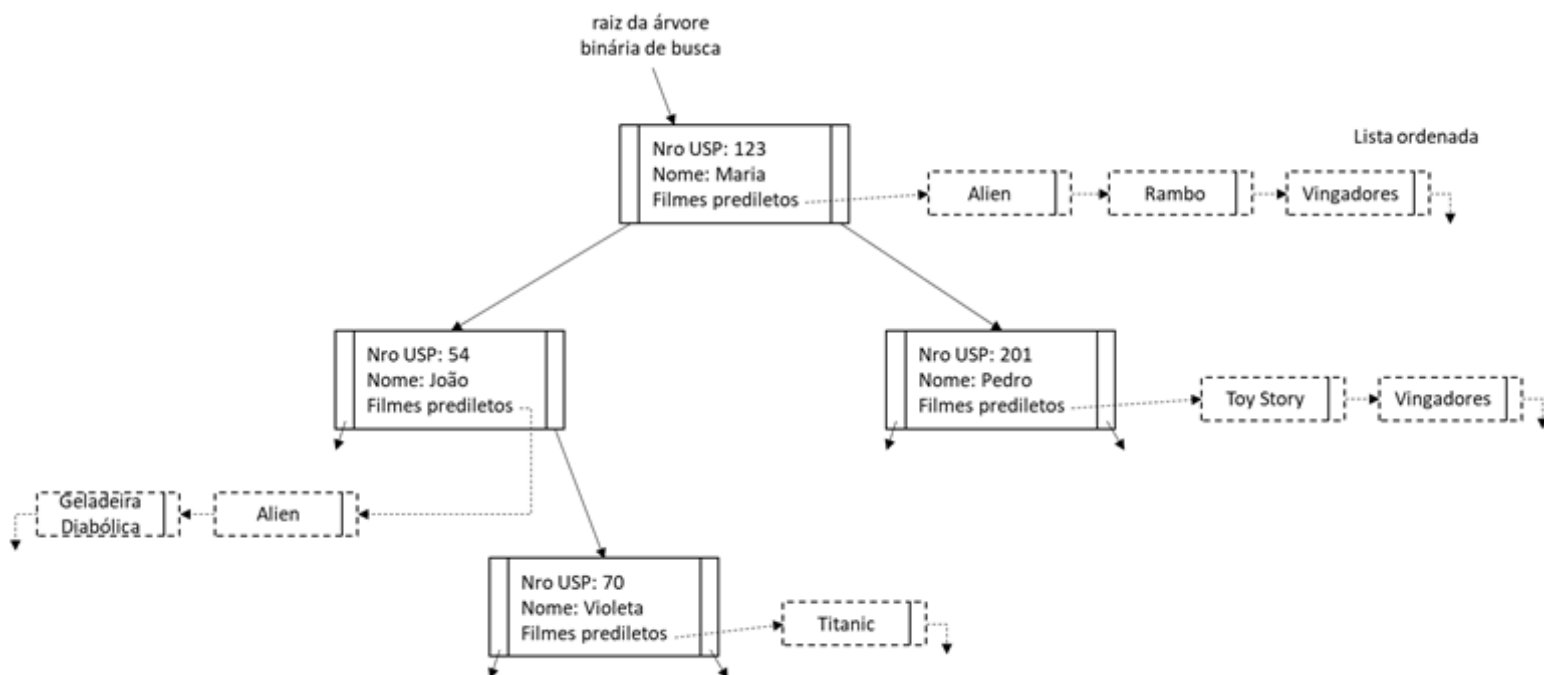 raiz da árvore
binária de busca
Lista ordenada
Nro USP: 123
Nome: Maria
Filmes prediletos
Alien
Rambo
Vingadores
Nro USP: 54
Nome: João
Filmes prediletos
Nro USP: 201
Nome: Pedro
Filmes prediletos
Toy Story
Vingadores
Geladeira
Diabólica
Alien
Nro USP: 70
Nome: Violeta
Filmes prediletos
Titanic